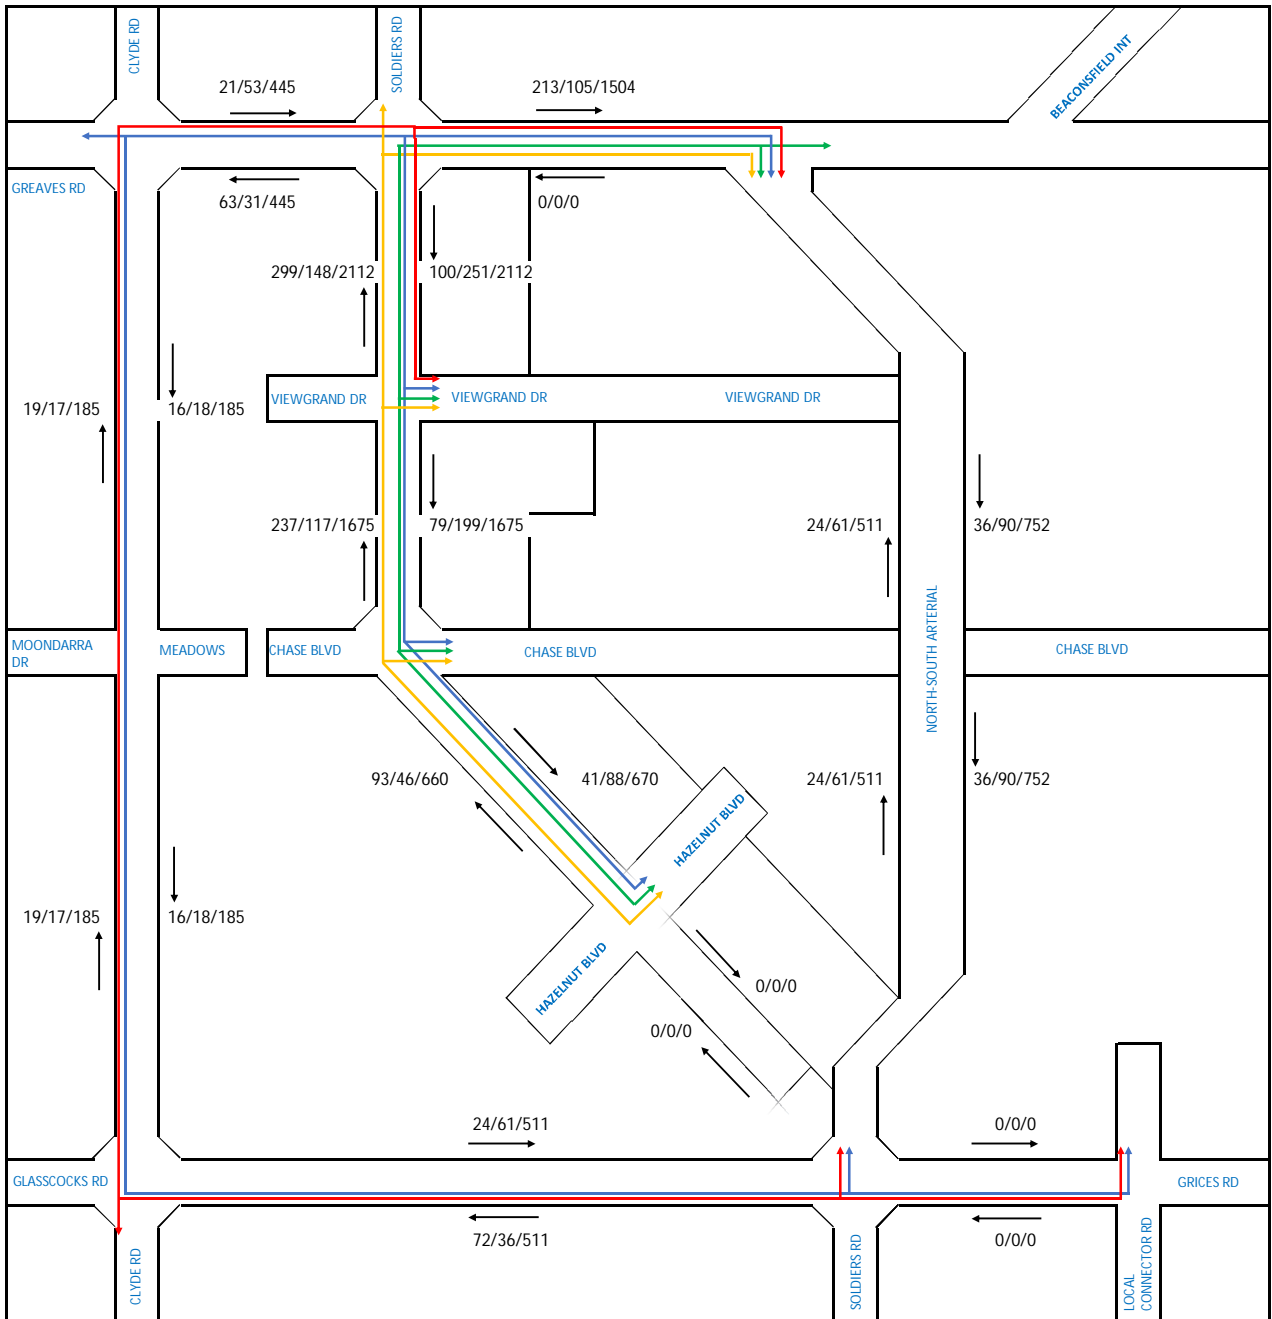 CLYDE RD
SOLDIERS RD
BEACONSFIELD INT
21/53/445
213/105/1504
GREAVES RD
63/31/445
0/0/0
299/148/2112
100/251/2112
19/17/185
16/18/185
VIEWGRAND DR
VIEWGRAND DR
VIEWGRAND DR
237/117/1675
79/199/1675
24/61/511
36/90/752
NORTH-SOUTH ARTERIAL
MOONDARRA
DR
MEADOWS
CHASE BLVD
CHASE BLVD
CHASE BLVD
93/46/660
41/88/670
24/61/511
36/90/752
HAZELNUT BLVD
19/17/185
16/18/185
HAZELNUT BLVD
0/0/0
0/0/0
24/61/511
0/0/0
GLASSCOCKS RD
GRICES RD
72/36/511
0/0/0
CLYDE RD
SOLDIERS RD
LOCAL
CONNECTOR RD